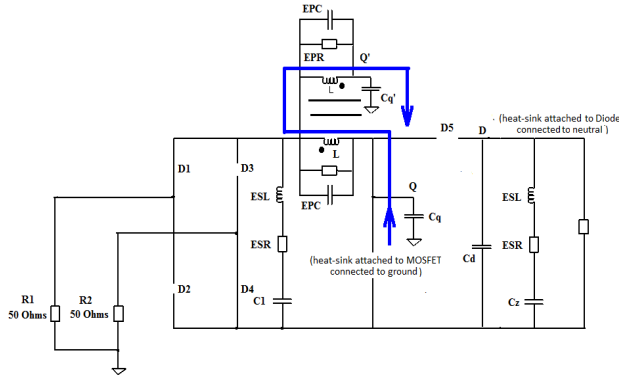 EPC
EPR
Q'
L
Cq'
D5
D
(heat-sink attached to Diode
connected to neutral )
D1
D3
L
ESL
EPC
Q
Cq
ESL
ESR
(heat-sink attached to MOSFET
connected to ground )
Cd
ESR
D2
D4
C1
Cz
R1
50 Ohms
R2
50 Ohms